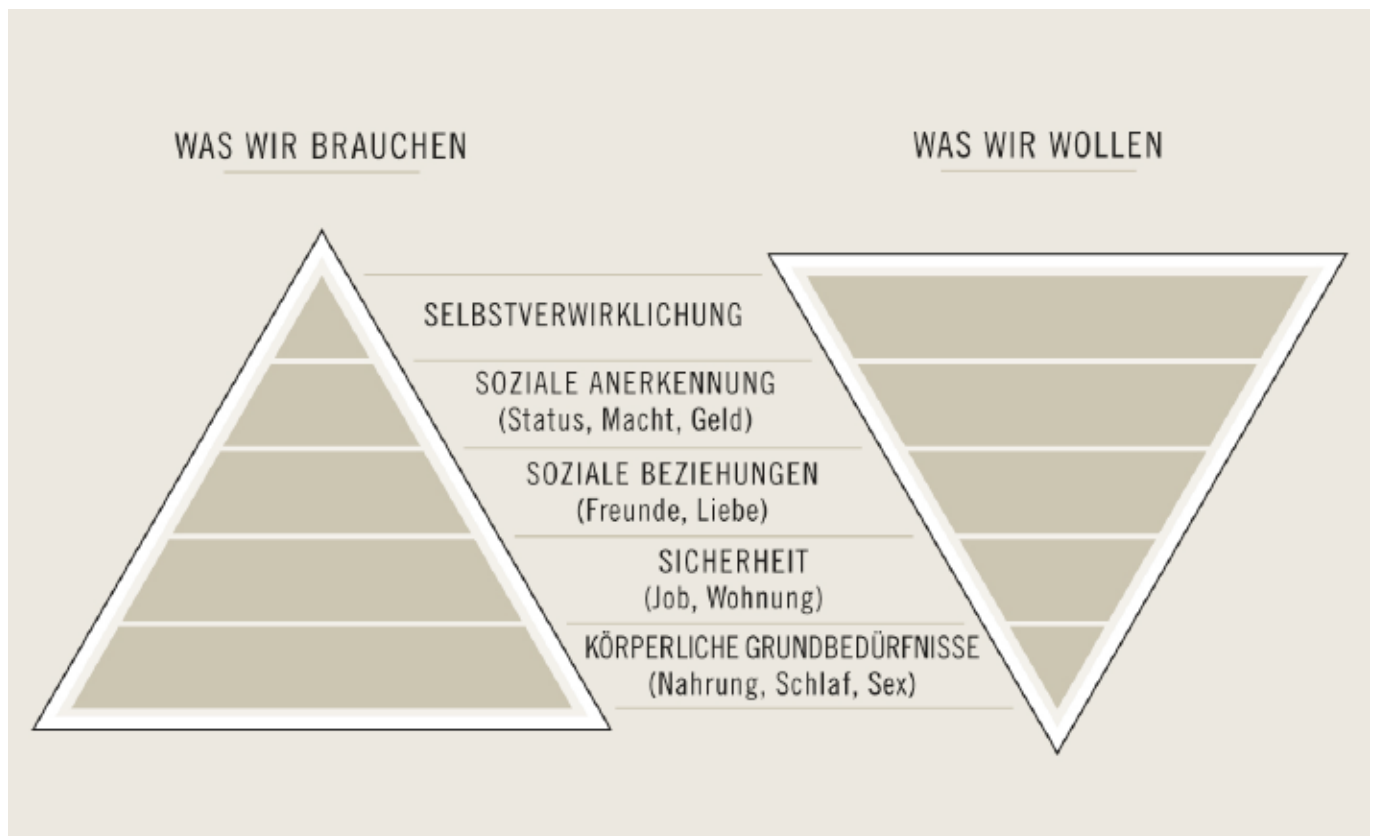 WAS WIR BRAUCHEN
WAS WIR WOLLEN
SELBSTVERWIRKLICHUNG
SOZIALE ANERKENNUNG
(Status, Macht, Geld)
SOZIALE BEZIEHUNGEN
(Freunde, Liebe)
SICHERHEIT
(Job, Wohnung)
KÖRPERLICHE GRUNDBEDÜRFNISSE
(Nahrung, Schlaf, Sex)